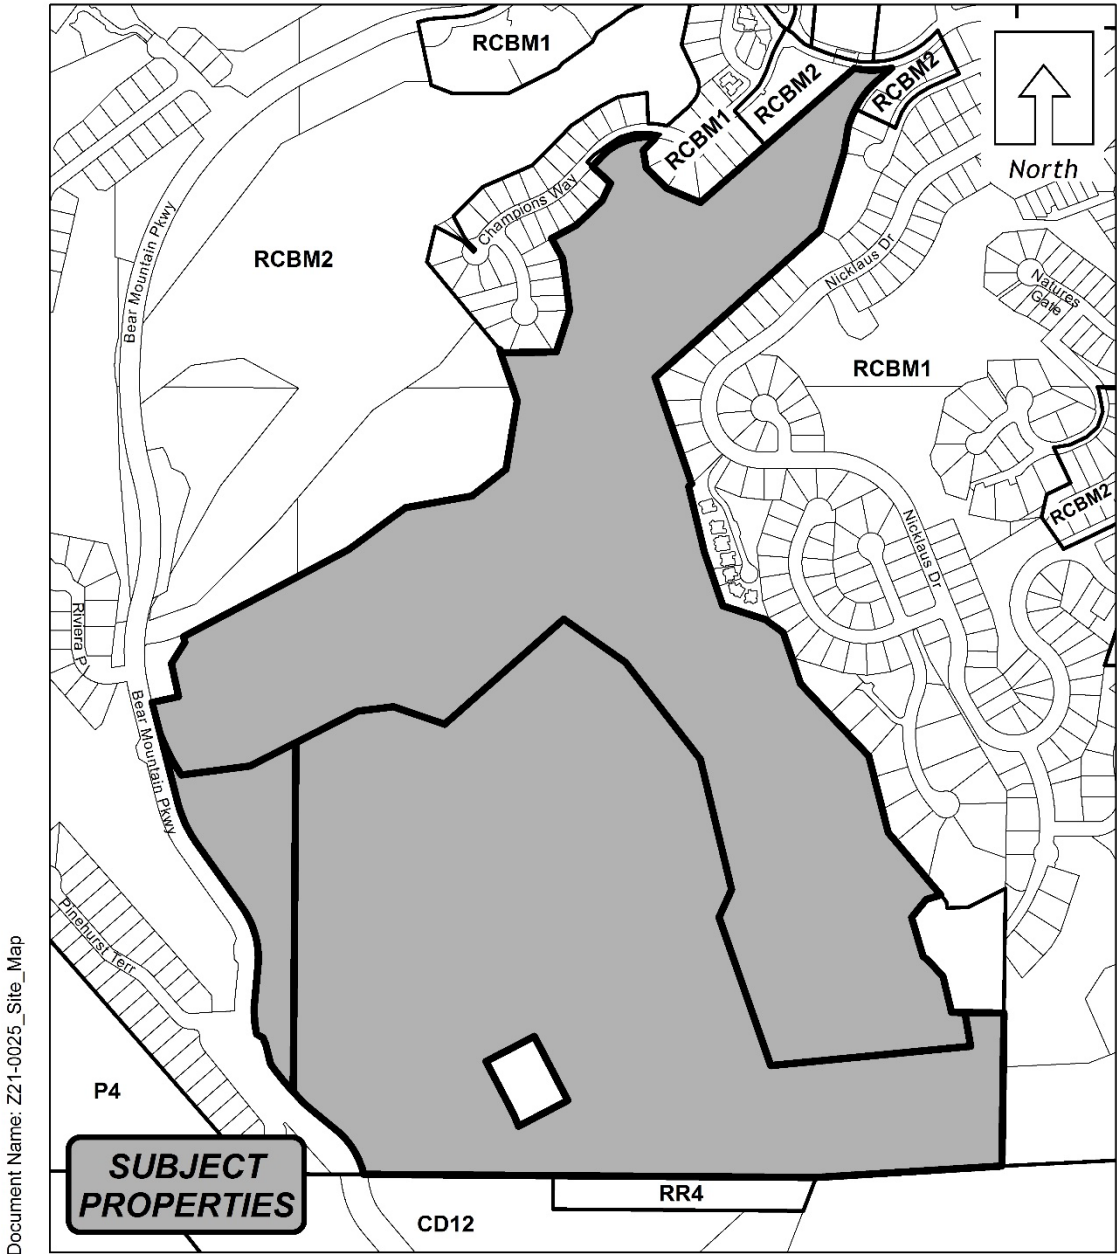 RCBM1
RCBM2
RCBM2
RCBM1
North
Champions Way
Bear Mountain Pkwy
RCBM2
Nicklaus Dr
Natures
Gate
RCBM1
RCBM2
Nicklaus Dr
Riviera P
Bear Mountain Pkwy
Pinehurst Terr
P4
SUBJECT
PROPERTIES
RR4
CD12
Document Name: Z21-0025_Site_Map